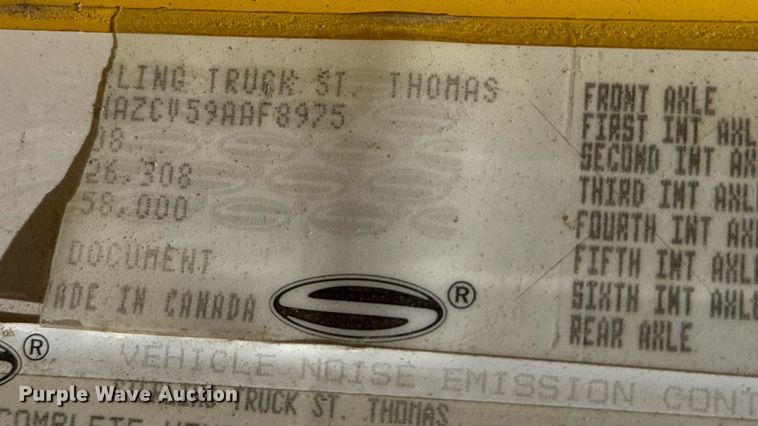 LING TRUCK ST. THOMAS
AZCV59AAF8975
08
26,308
58,000
DOCUMENT
ADE IN CANADA
S ®
FRONT AXLE
FIRST INT AXL
SECOND INT AX
THIRD INT AXL
FOURTH INT AX
FIFTH INT AXL
SIXTH INT AXL
REAR AXLE
®
VEHICLE NOISE EMISSION CONT
TRUCK ST. THOMAS
Purple Wave Auction